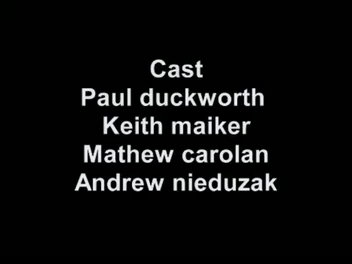 Cast
Paul duckworth
Keith maiker
Mathew carolan
Andrew nieduzak